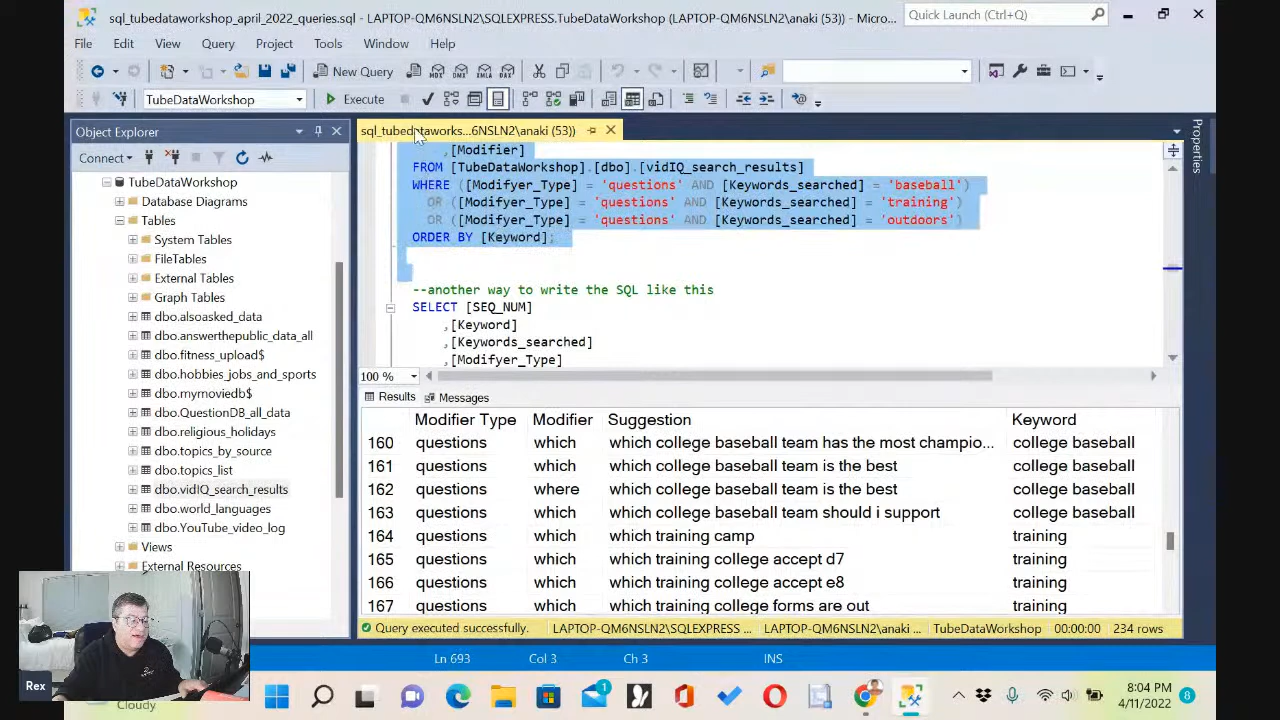 sql_tubedataworkshop_april_2022_queries.sql - LAPTOP-QM6NSLN2\SQLEXPRESS.TubeDataWorkshop (LAPTOP-QM6NSLN2\anaki (53)) - Micro...
Quick Launch (Ctrl+Q)
File Edit View Query Project Tools Window Help
New Query MDX DMX XMLA DAX
TubeDataWorkshop Execute
Object Explorer
sql_tubedataworks...6NSLN2\anaki (53))
Properties
Connect
TubeDataWorkshop
Database Diagrams
Tables
System Tables
FileTables
External Tables
Graph Tables
dbo.alsoasked_data
dbo.answerthepublic_data_all
dbo.fitness_upload$
dbo.hobbies_jobs_and_sports
dbo.mymoviedb$
dbo.QuestionDB_all_data
dbo.religious_holidays
dbo.topics_by_source
dbo.topics_list
dbo.vidIQ_search_results
dbo.world_languages
dbo.YouTube_video_log
Views
External Resources
,[Modifier]
FROM [TubeDataWorkshop].[dbo].[vidIQ_search_results]
WHERE ([Modifyer_Type] = 'questions' AND [Keywords_searched] = 'baseball')
OR ([Modifyer_Type] = 'questions' AND [Keywords_searched] = 'training')
OR ([Modifyer_Type] = 'questions' AND [Keywords_searched] = 'outdoors')
ORDER BY [Keyword];
--another way to write the SQL like this
SELECT [SEQ_NUM]
,[Keyword]
,[Keywords_searched]
,[Modifyer_Type]
100 %
Results Messages
Modifier Type Modifier Suggestion Keyword
160 questions which which college baseball team has the most champio... college baseball
161 questions which which college baseball team is the best college baseball
162 questions where which college baseball team is the best college baseball
163 questions which which college baseball team should i support college baseball
164 questions which which training camp training
165 questions which which training college accept d7 training
166 questions which which training college accept e8 training
167 questions which which training college forms are out training
Query executed successfully. LAPTOP-QM6NSLN2\SQLEXPRESS ... LAPTOP-QM6NSLN2\anaki ... TubeDataWorkshop 00:00:00 234 rows
Ln 693 Col 3 Ch 3 INS
Rex
Cloudy
1
8:04 PM
4/11/2022
8